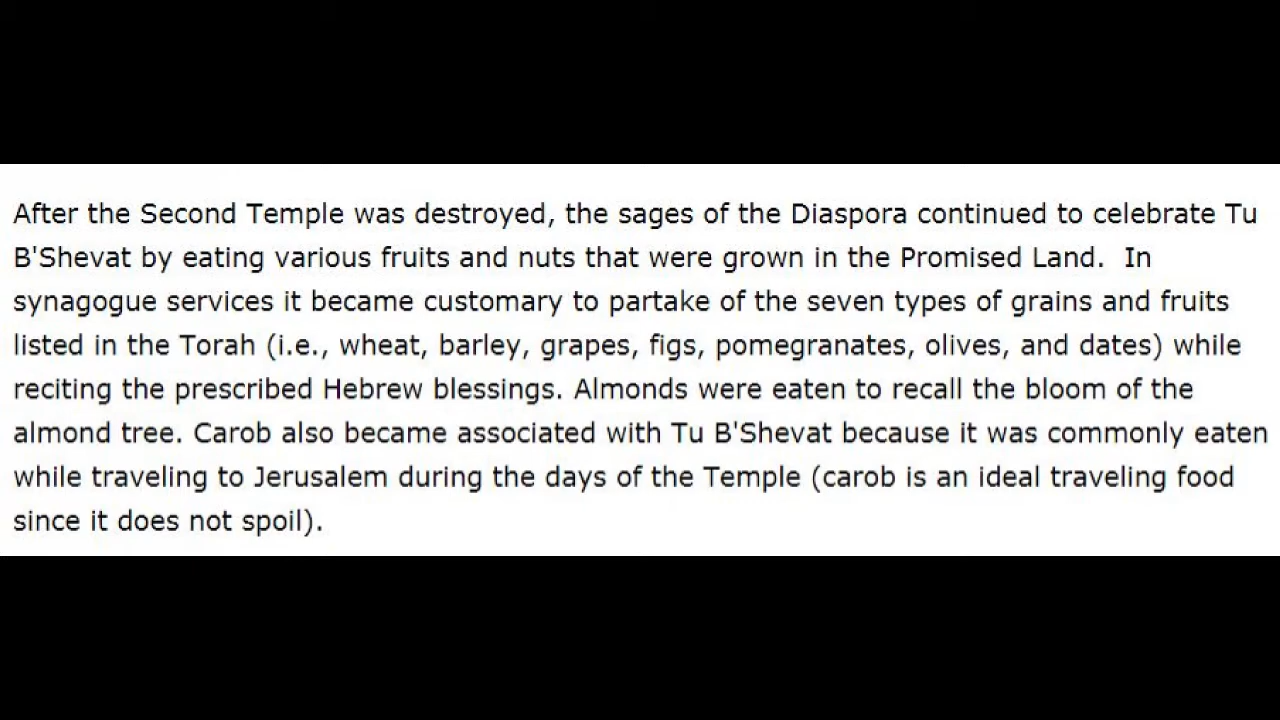 After the Second Temple was destroyed, the sages of the Diaspora continued to celebrate Tu
B'Shevat by eating various fruits and nuts that were grown in the Promised Land.  In
synagogue services it became customary to partake of the seven types of grains and fruits
listed in the Torah (i.e., wheat, barley, grapes, figs, pomegranates, olives, and dates) while
reciting the prescribed Hebrew blessings. Almonds were eaten to recall the bloom of the
almond tree. Carob also became associated with Tu B'Shevat because it was commonly eaten
while traveling to Jerusalem during the days of the Temple (carob is an ideal traveling food
since it does not spoil).